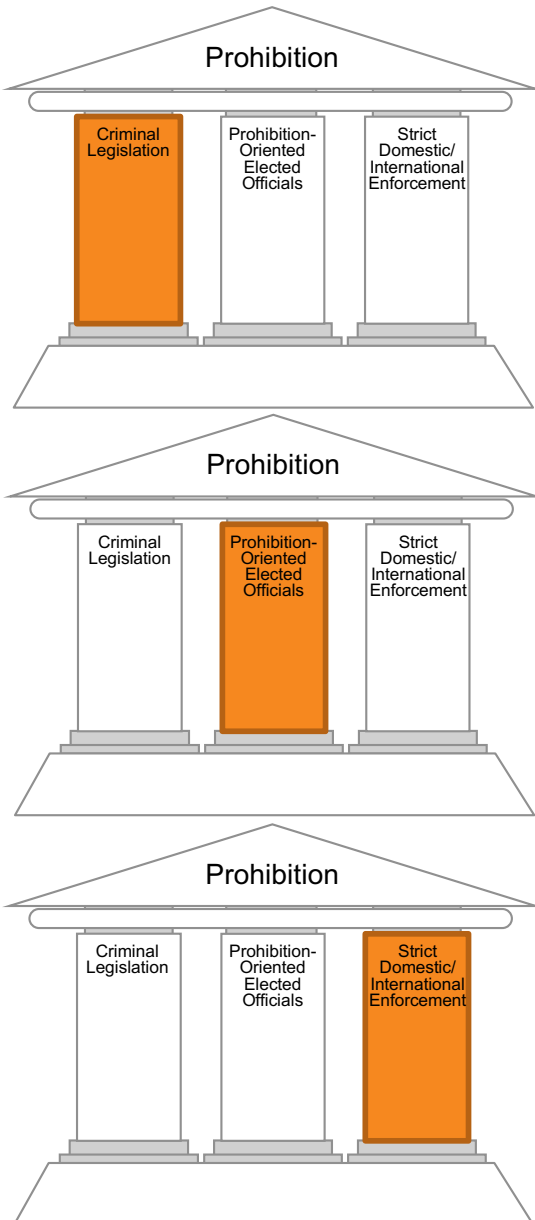 Prohibition
Criminal
Legislation
Prohibition-
Oriented
Elected
Officials
Strict
Domestic/
International
Enforcement
Prohibition
Criminal
Legislation
Prohibition-
Oriented
Elected
Officials
Strict
Domestic/
International
Enforcement
Prohibition
Criminal
Legislation
Prohibition-
Oriented
Elected
Officials
Strict
Domestic/
International
Enforcement